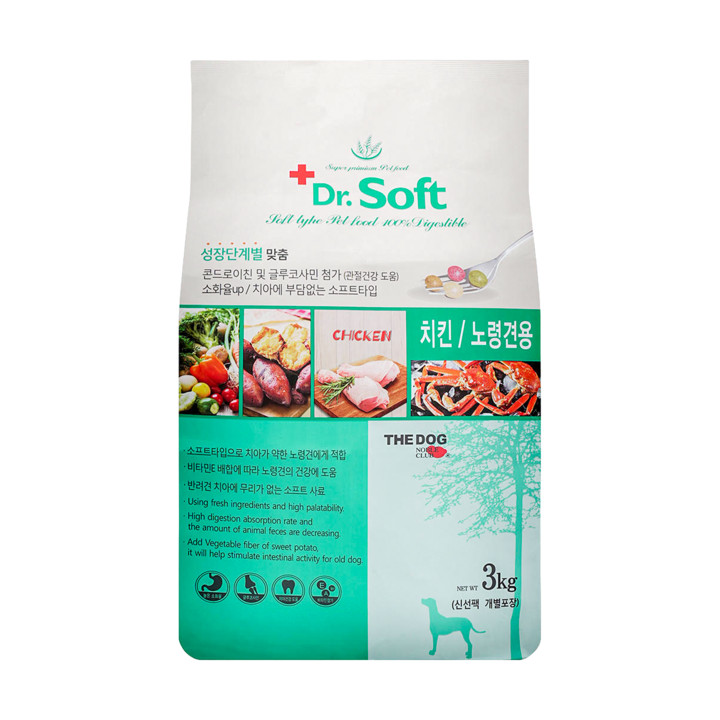 Super premium Pet food
Dr. Soft
Soft tyhe Pet food 100% Digestible
성장단계별 맞춤
콘드로이친 및 글루코사민 첨가 (관절건강 도움)
소화율up / 치아에 부담없는 소프트타입
CHICKEN
치킨 / 노령견용
THE DOG
NOBLE
CLUB
· 소프트타입으로 치아가 약한 노령견에게 적합
· 비타민E 배합에 따라 노령견의 건강에 도움
· 반려견 치아에 무리가 없는 소프트 사료
· Using fresh ingredients and high palatability.
· High digestion absorption rate and
the amount of animal feces are decreasing.
· Add Vegetable fiber of sweet potato,
it will help stimulate intestinal activity for old dog.
NET WT 3kg
(신선팩 개별포장)